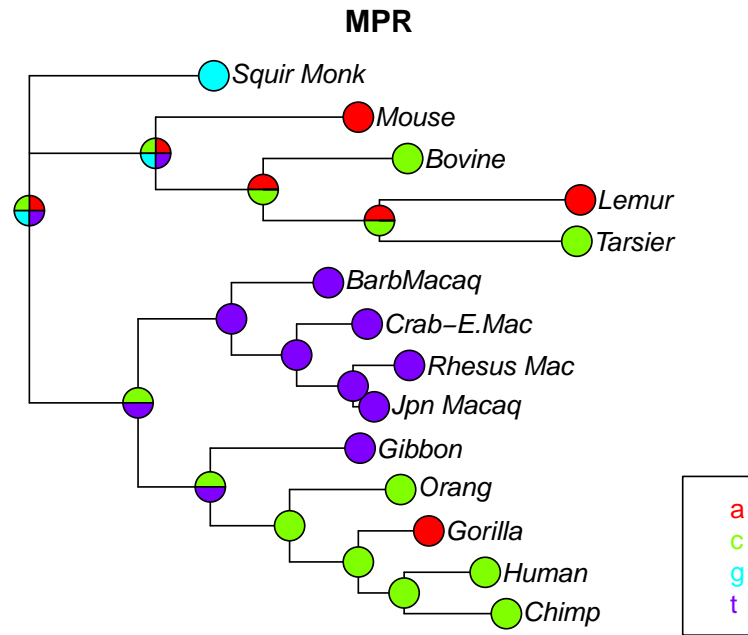 MPR
Squir Monk
Mouse
Bovine
Lemur
Tarsier
BarbMacaq
Crab−E.Mac
Rhesus Mac
Jpn Macaq
Gibbon
Orang
Gorilla
Human
Chimp
a
c
g
t